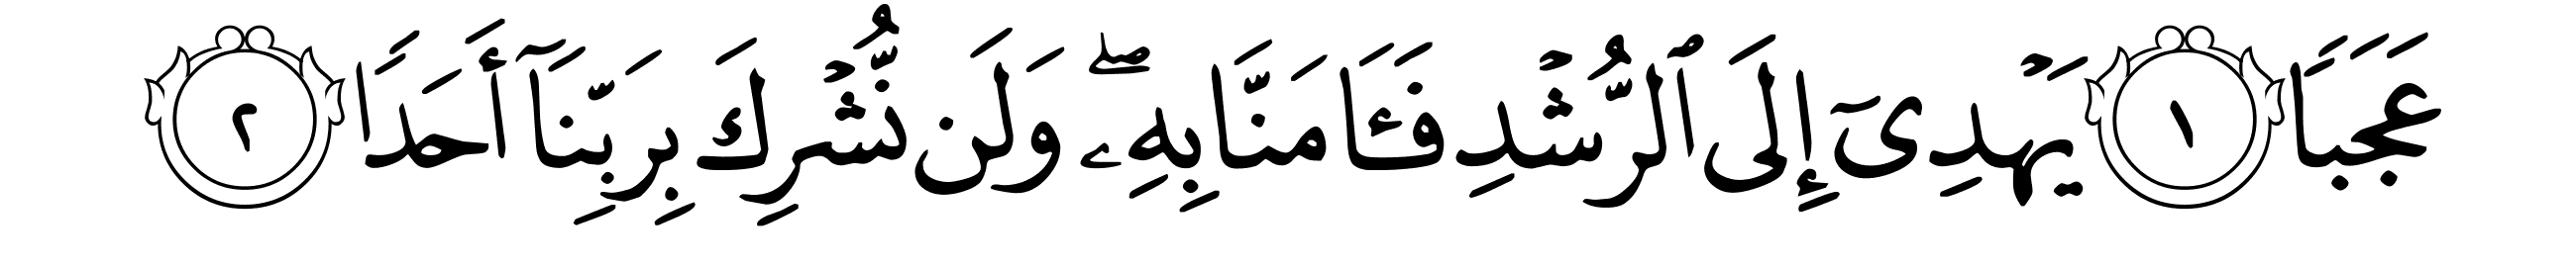 عَجَبًا ١ يَهۡدِيٓ إِلَى ٱلرُّشۡدِ فَـَٔامَنَّا بِهِۦۖ وَلَن نُّشۡرِكَ بِرَبِّنَآ أَحَدًا ٢